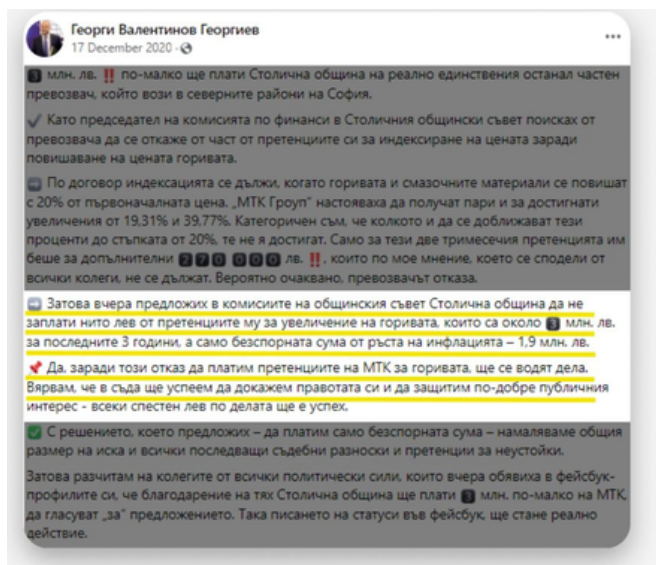 Георги Валентинов Георгиев
17 December 2020 ·
3 млн. лв. ‼ по-малко ще плати Столична община на реално единствения останал частен
превозвач, който вози в северните райони на София.
✔ Като председател на комисията по финанси в Столичния общински съвет поисках от
превозвача да се откаже от част от претенциите си за индексиране на цената заради
повишаване на цената горивата.
➡ По договор индексацията се дължи, когато горивата и смазочните материали се повишат
с 20% от първоначалната цена. „МТК Гроуп" настояваха да получат пари и за достигнати
увеличения от 19,31% и 39,77%. Категоричен съм, че колкото и да се доближават тези
проценти до стъпката от 20%, те не я достигат. Само за тези две тримесечия претенцията им
беше за допълнителни 270 000 лв. ‼, които по мое мнение, което се споделя от
всички колеги, не се дължат. Вероятно очаквано, превозвачът отказа.
➡ Затова вчера предложих в комисиите на общинския съвет Столична община да не
заплати нито лев от претенциите му за увеличение на горивата, които са около 3 млн. лв.
за последните 3 години, а само безспорната сума от ръста на инфлацията – 1,9 млн. лв.
📌 Да, заради този отказ да платим претенциите на МТК за горивата, ще се водят дела.
Вярвам, че в съда ще успеем да докажем правотата си и да защитим по-добре публичния
интерес - всеки спестен лев по делата ще е успех.
✅ С решението, което предложих – да платим само безспорната сума – намаляваме общия
размер на иска и всички последващи съдебни разноски и претенции за неустойки.
Затова разчитам на колегите от всички политически сили, които вчера обявиха в фейсбук-
профилите си, че благодарение на тях Столична община ще плати 3 млн. по-малко на МТК,
да гласуват „за" предложението. Така писането на статуси във фейсбук, ще стане реално
действие.